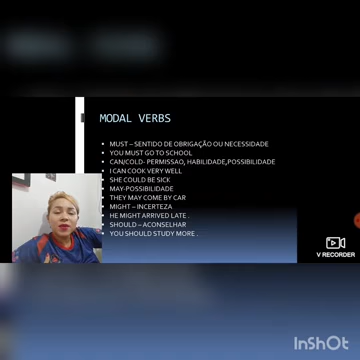 MODAL VERBS
MUST – SENTIDO DE OBRIGAÇÃO OU NECESSIDADE
YOU MUST GO TO SCHOOL
CAN/COLD- PERMISSAO, HABILIDADE,POSSIBILIDADE
I CAN COOK VERY WELL
SHE COULD BE SICK
MAY-POSSIBILIDADE
THEY MAY COME BY CAR
MIGHT – INCERTEZA
HE MIGHT ARRIVED LATE .
SHOULD – ACONSELHAR
YOU SHOULD STUDY MORE .
V RECORDER
InShOt